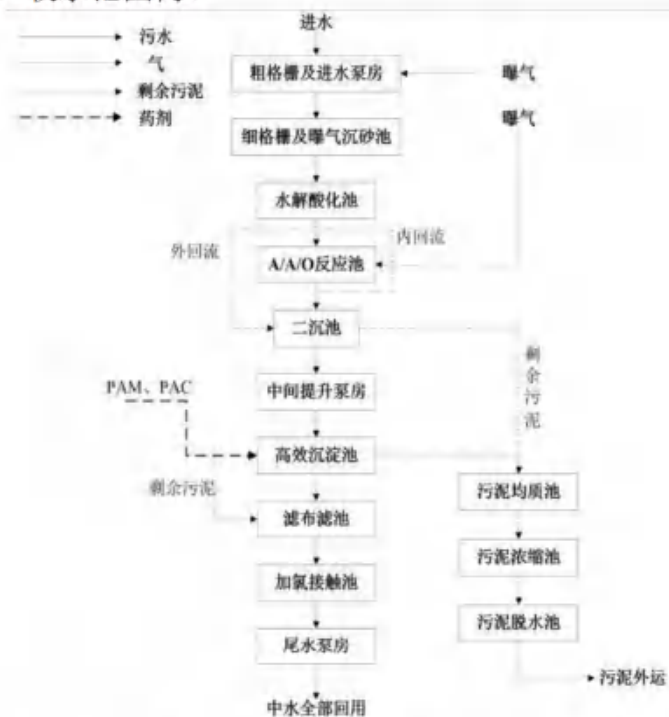 进水
污水
气
剩余污泥
药剂
粗格栅及进水泵房
曝气
细格栅及曝气沉砂池
曝气
水解酸化池
外回流
内回流
A/A/O反应池
二沉池
剩余污泥
PAM、PAC
中间提升泵房
高效沉淀池
剩余污泥
污泥均质池
滤布滤池
污泥浓缩池
加氯接触池
污泥脱水池
尾水泵房
污泥外运
中水全部回用